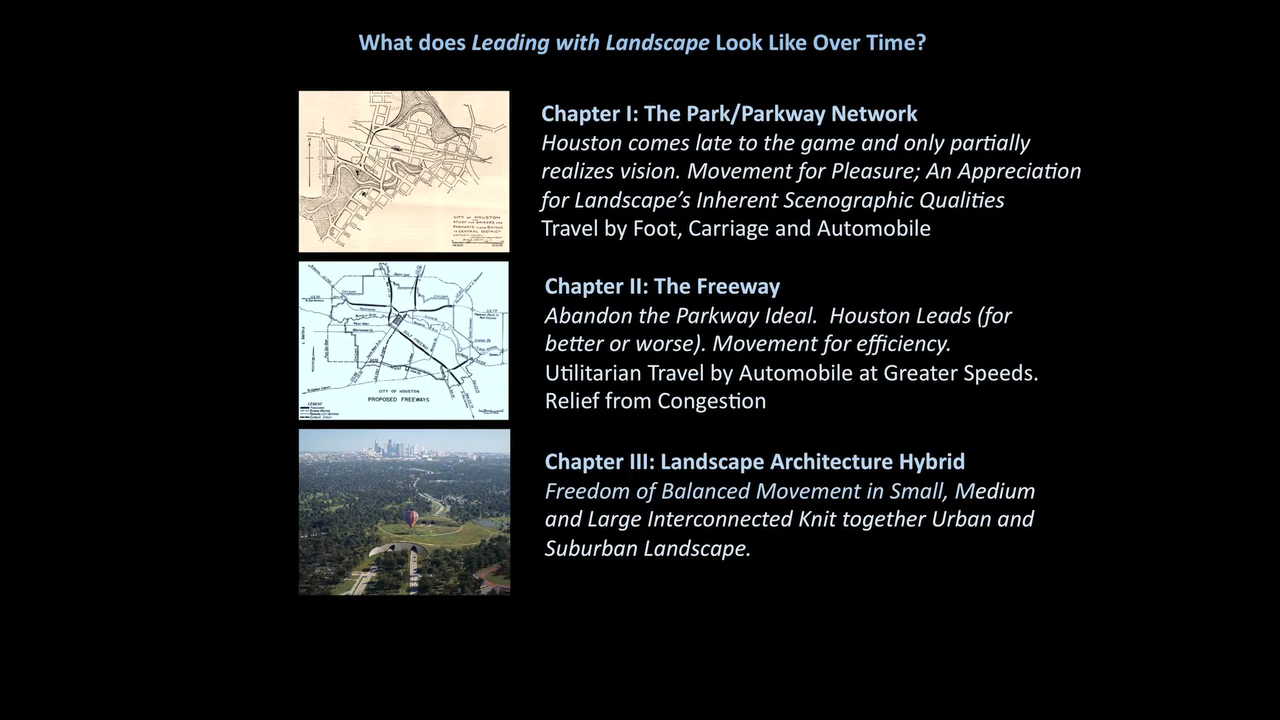 What does Leading with Landscape Look Like Over Time?
Chapter I: The Park/Parkway Network
Houston comes late to the game and only partially
realizes vision. Movement for Pleasure; An Appreciation
for Landscape's Inherent Scenographic Qualities
Travel by Foot, Carriage and Automobile
CITY OF HOUSTON
Chapter II: The Freeway
Abandon the Parkway Ideal.  Houston Leads (for
better or worse). Movement for efficiency.
Utilitarian Travel by Automobile at Greater Speeds.
Relief from Congestion
GULF FREEWAY
CITY OF HOUSTON
PROPOSED FREEWAYS
LEGEND
Chapter III: Landscape Architecture Hybrid
Freedom of Balanced Movement in Small, Medium
and Large Interconnected Knit together Urban and
Suburban Landscape.